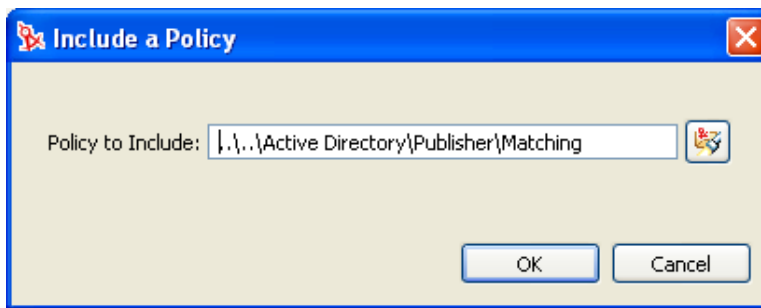 Include a Policy
Policy to Include: ..\..\Active Directory\Publisher\Matching
OK Cancel